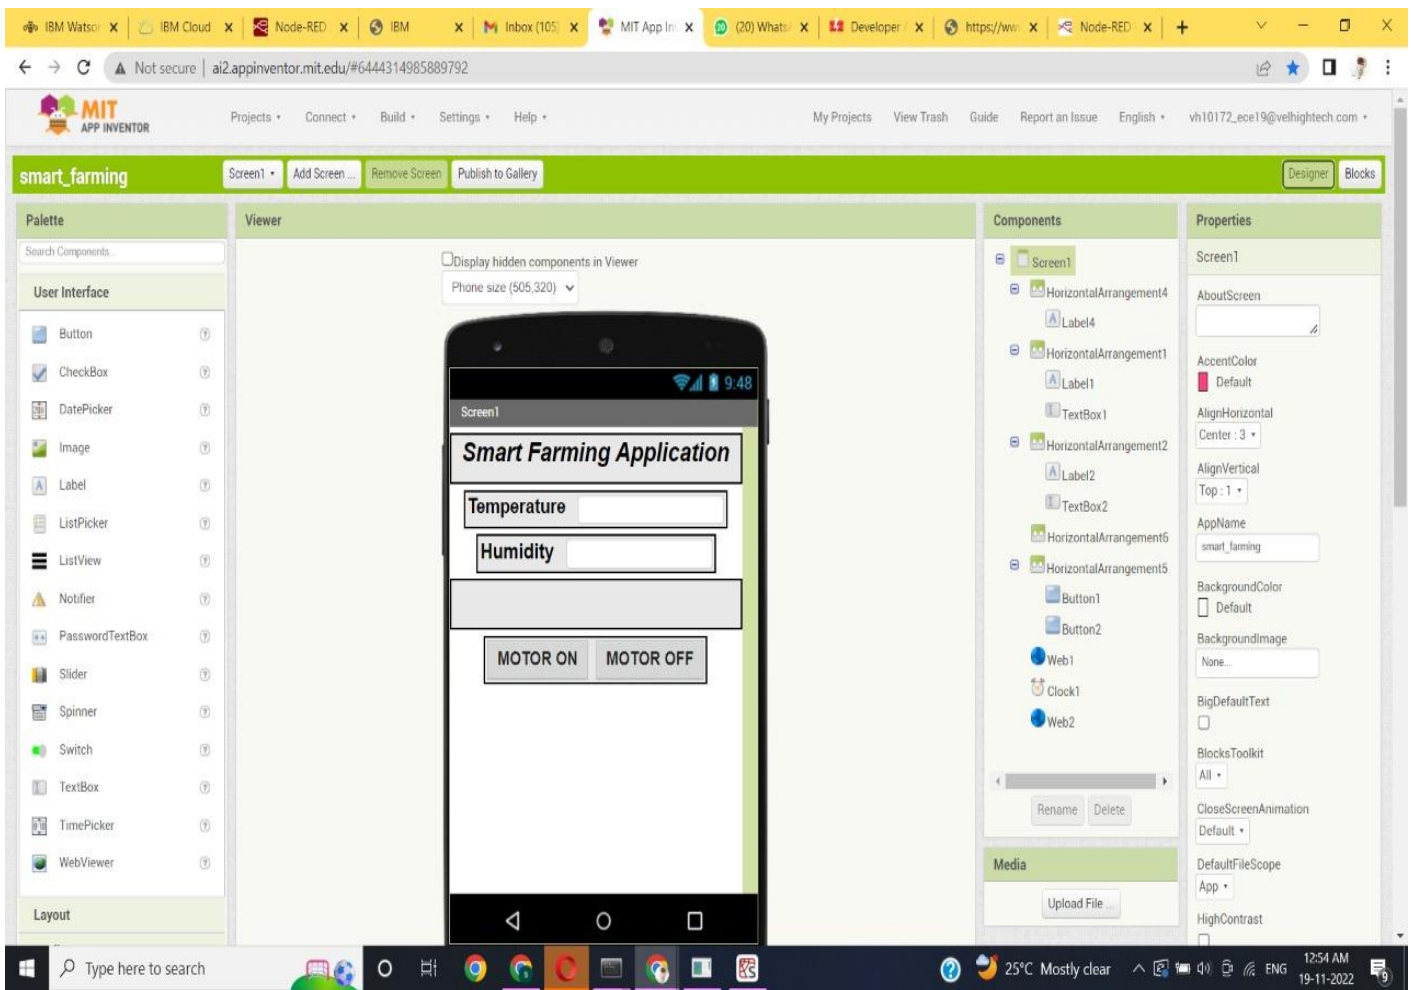 IBM Watson
IBM Cloud
Node-RED
IBM
Inbox (105)
MIT App In
(20) Whats
Developer /
https://ww
Node-RED
Not secure | ai2.appinventor.mit.edu/#6444314985889792
MIT
APP INVENTOR
Projects
Connect
Build
Settings
Help
My Projects
View Trash
Guide
Report an Issue
English
vh10172_ece19@velhightech.com
smart_farming
Screen1
Add Screen ...
Remove Screen
Publish to Gallery
Designer
Blocks
Palette
Search Components...
User Interface
Button
CheckBox
DatePicker
Image
Label
ListPicker
ListView
Notifier
PasswordTextBox
Slider
Spinner
Switch
TextBox
TimePicker
WebViewer
Layout
Viewer
Display hidden components in Viewer
Phone size (505,320)
9:48
Screen1
Smart Farming Application
Temperature
Humidity
MOTOR ON
MOTOR OFF
Components
Screen1
HorizontalArrangement4
Label4
HorizontalArrangement1
Label1
TextBox1
HorizontalArrangement2
Label2
TextBox2
HorizontalArrangement6
HorizontalArrangement5
Button1
Button2
Web1
Clock1
Web2
Rename
Delete
Media
Upload File ...
Properties
Screen1
AboutScreen
AccentColor
Default
AlignHorizontal
Center : 3
AlignVertical
Top : 1
AppName
smart_farming
BackgroundColor
Default
BackgroundImage
None...
BigDefaultText
BlocksToolkit
All
CloseScreenAnimation
Default
DefaultFileScope
App
HighContrast
Type here to search
25°C Mostly clear
ENG
12:54 AM
19-11-2022
9